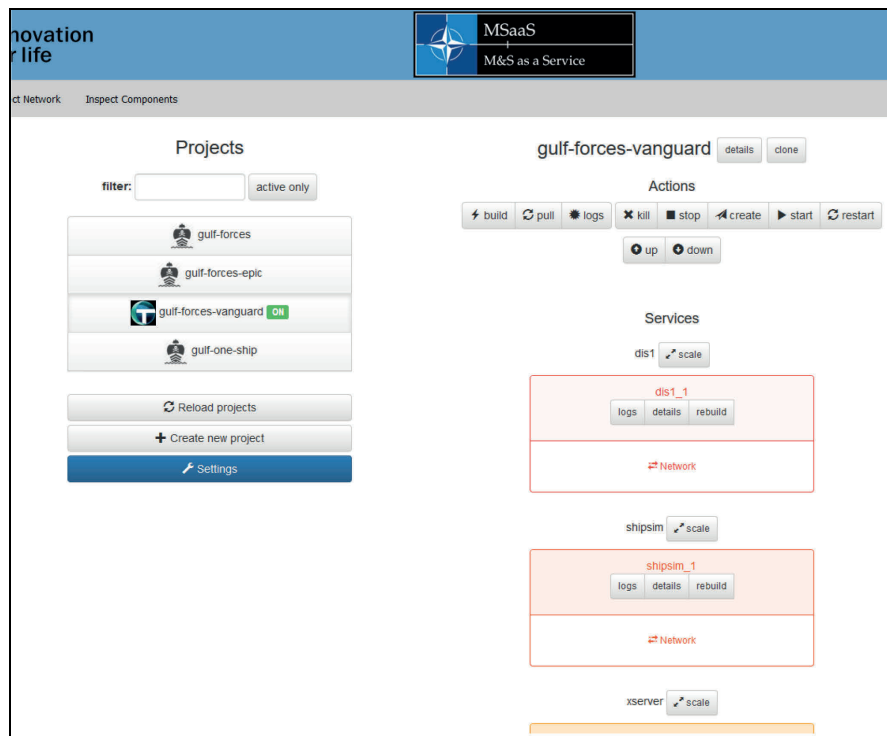 novation
r life
MSaaS
M&S as a Service
ct Network Inspect Components
Projects
filter: active only
gulf-forces
gulf-forces-epic
gulf-forces-vanguard ON
gulf-one-ship
Reload projects
Create new project
Settings
gulf-forces-vanguard details clone
Actions
build pull logs kill stop create start restart
up down
Services
dis1 scale
dis1_1
logs details rebuild
Network
shipsim scale
shipsim_1
logs details rebuild
Network
xserver scale